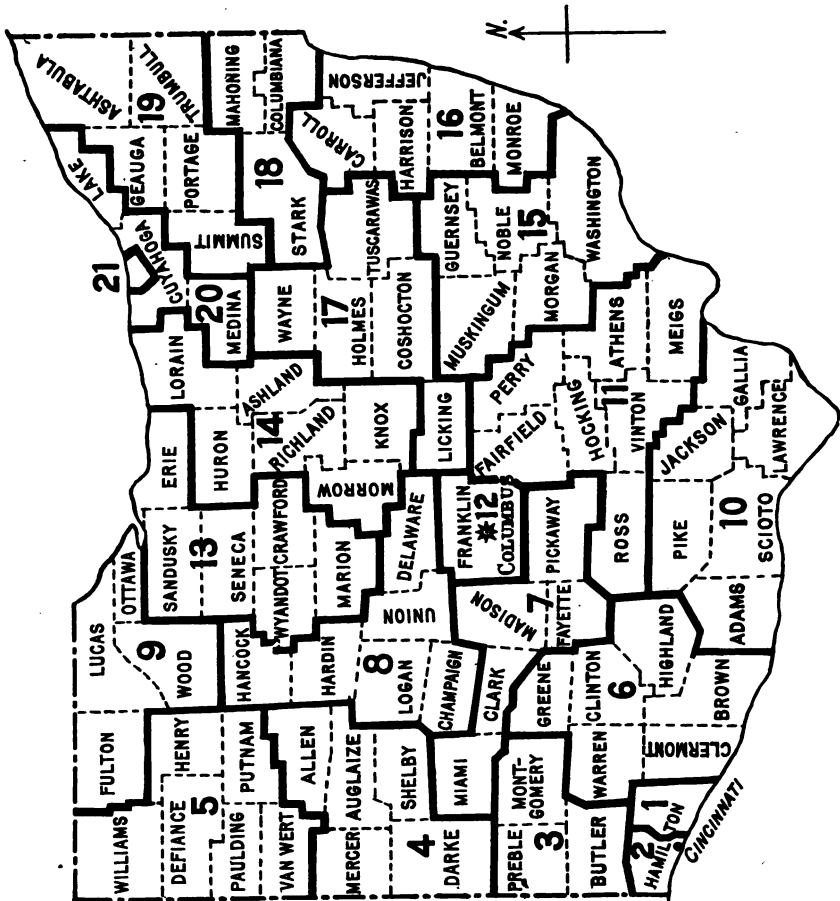 N.
ASHTABULA
TRUMBULL
19
LAKE
GEAUGA
PORTAGE
MAHONING
COLUMBIANA
18
STARK
SUMMIT
CUYAHOGA
21
20
MEDINA
LORAIN
JEFFERSON
CARROLL
HARRISON
16
BELMONT
MONROE
TUSCARAWAS
17
HOLMES
WAYNE
COSHOCTON
GUERNSEY
NOBLE
15
WASHINGTON
MORGAN
MUSKINGUM
ASHLAND
14
RICHLAND
HURON
ERIE
KNOX
MORROW
LICKING
PERRY
FAIRFIELD
HOCKING
11
ATHENS
MEIGS
VINTON
ROSS
GALLIA
JACKSON
LAWRENCE
10
SCIOTO
PIKE
ADAMS
OTTAWA
SANDUSKY
13
SENECA
CRAWFORD
WYANDOT
MARION
DELAWARE
FRANKLIN
*12
COLUMBUS
PICKAWAY
MADISON
7
FAYETTE
LUCAS
9
WOOD
HANCOCK
HARDIN
UNION
8
LOGAN
CHAMPAIGN
CLARK
GREENE
CLINTON
6
HIGHLAND
BROWN
CLERMONT
WARREN
FULTON
HENRY
WILLIAMS
DEFIANCE
5
PUTNAM
PAULDING
VAN WERT
ALLEN
AUGLAIZE
MERCER
SHELBY
4
DARKE
MIAMI
MONT-
GOMERY
PREBLE
3
BUTLER
1
2
HAMILTON
CINCINNATI